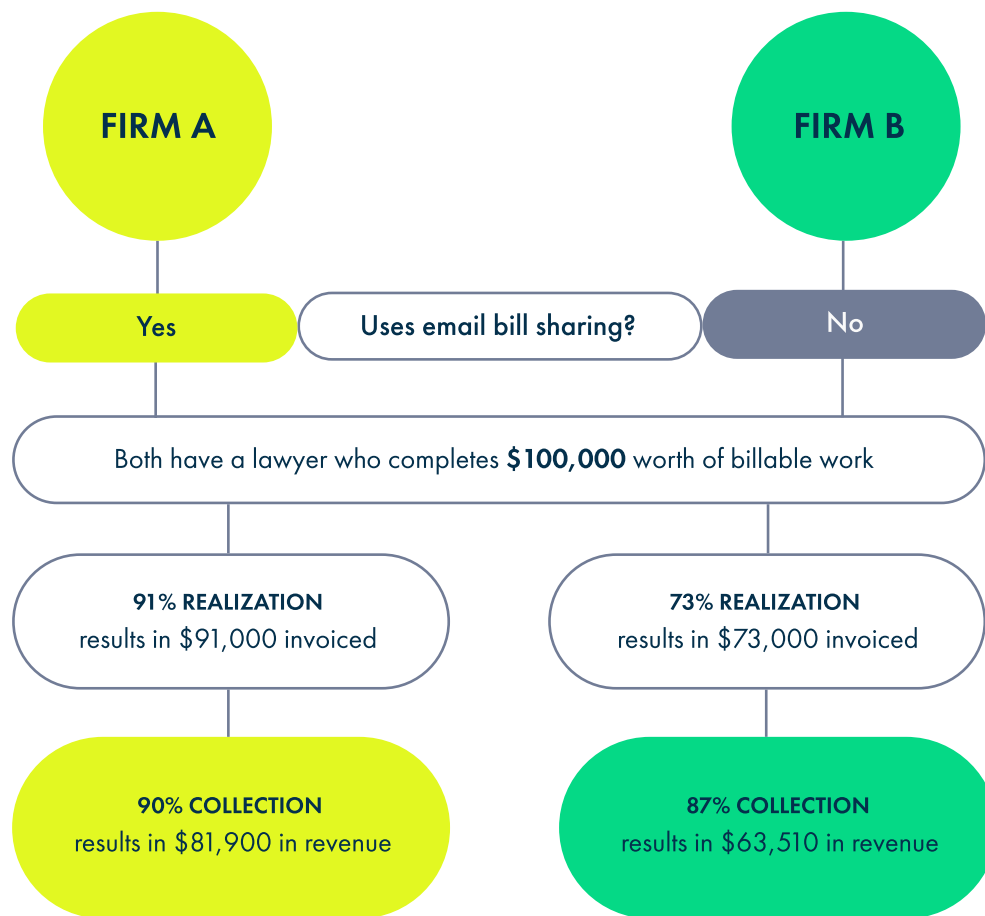 FIRM A
FIRM B
Yes
Uses email bill sharing?
No
Both have a lawyer who completes $100,000 worth of billable work
91% REALIZATION
results in $91,000 invoiced
73% REALIZATION
results in $73,000 invoiced
90% COLLECTION
results in $81,900 in revenue
87% COLLECTION
results in $63,510 in revenue